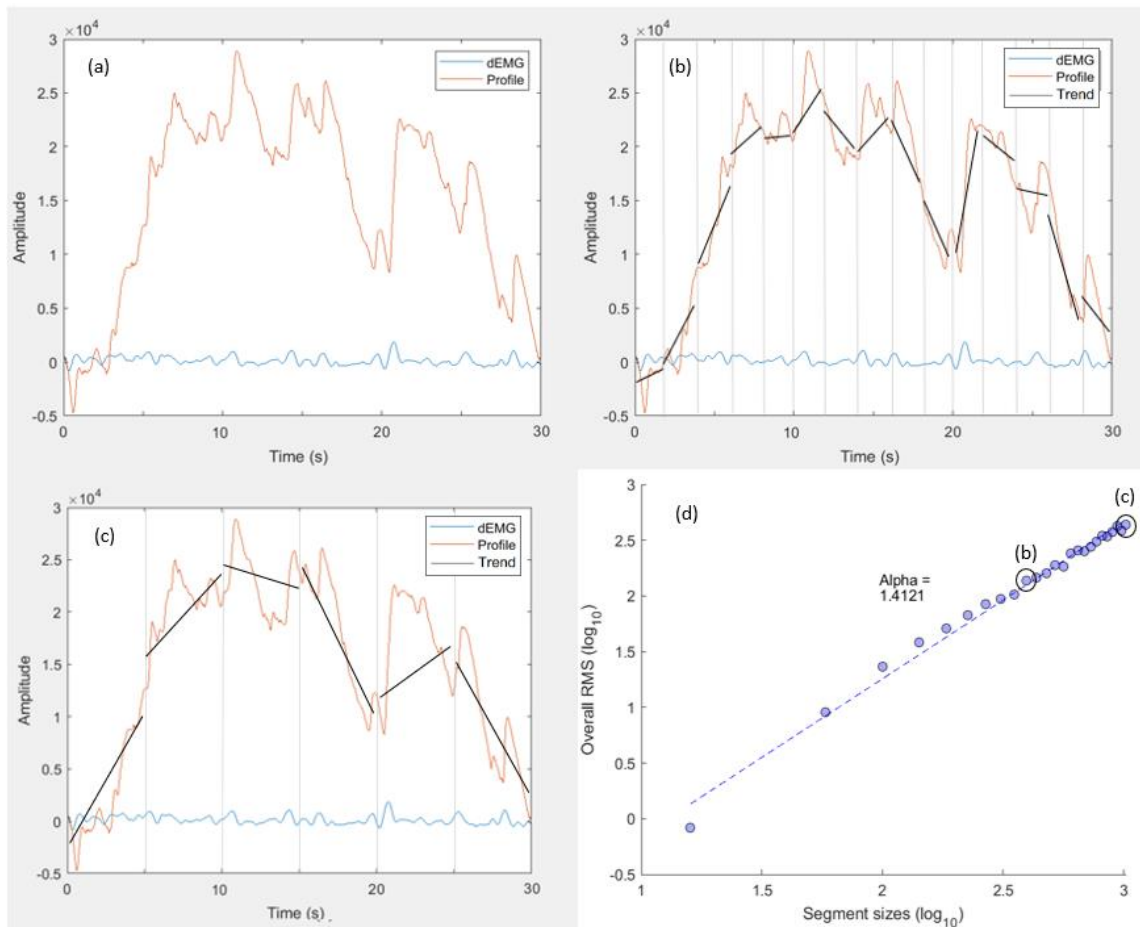 ×10⁴
(a)
dEMG
Profile
3
2.5
2
1.5
1
0.5
0
-0.5
Amplitude
0
10
20
30
Time (s)
×10⁴
(b)
dEMG
Profile
Trend
3
2.5
2
1.5
1
0.5
0
-0.5
Amplitude
0
10
20
30
Time (s)
×10⁴
(c)
dEMG
Profile
Trend
3
2.5
2
1.5
1
0.5
0
-0.5
Amplitude
0
10
20
30
Time (s)
(d)
(c)
(b)
Alpha =
1.4121
3
2.5
2
1.5
1
0.5
0
-0.5
Overall RMS (log₁₀)
1
1.5
2
2.5
3
Segment sizes (log₁₀)